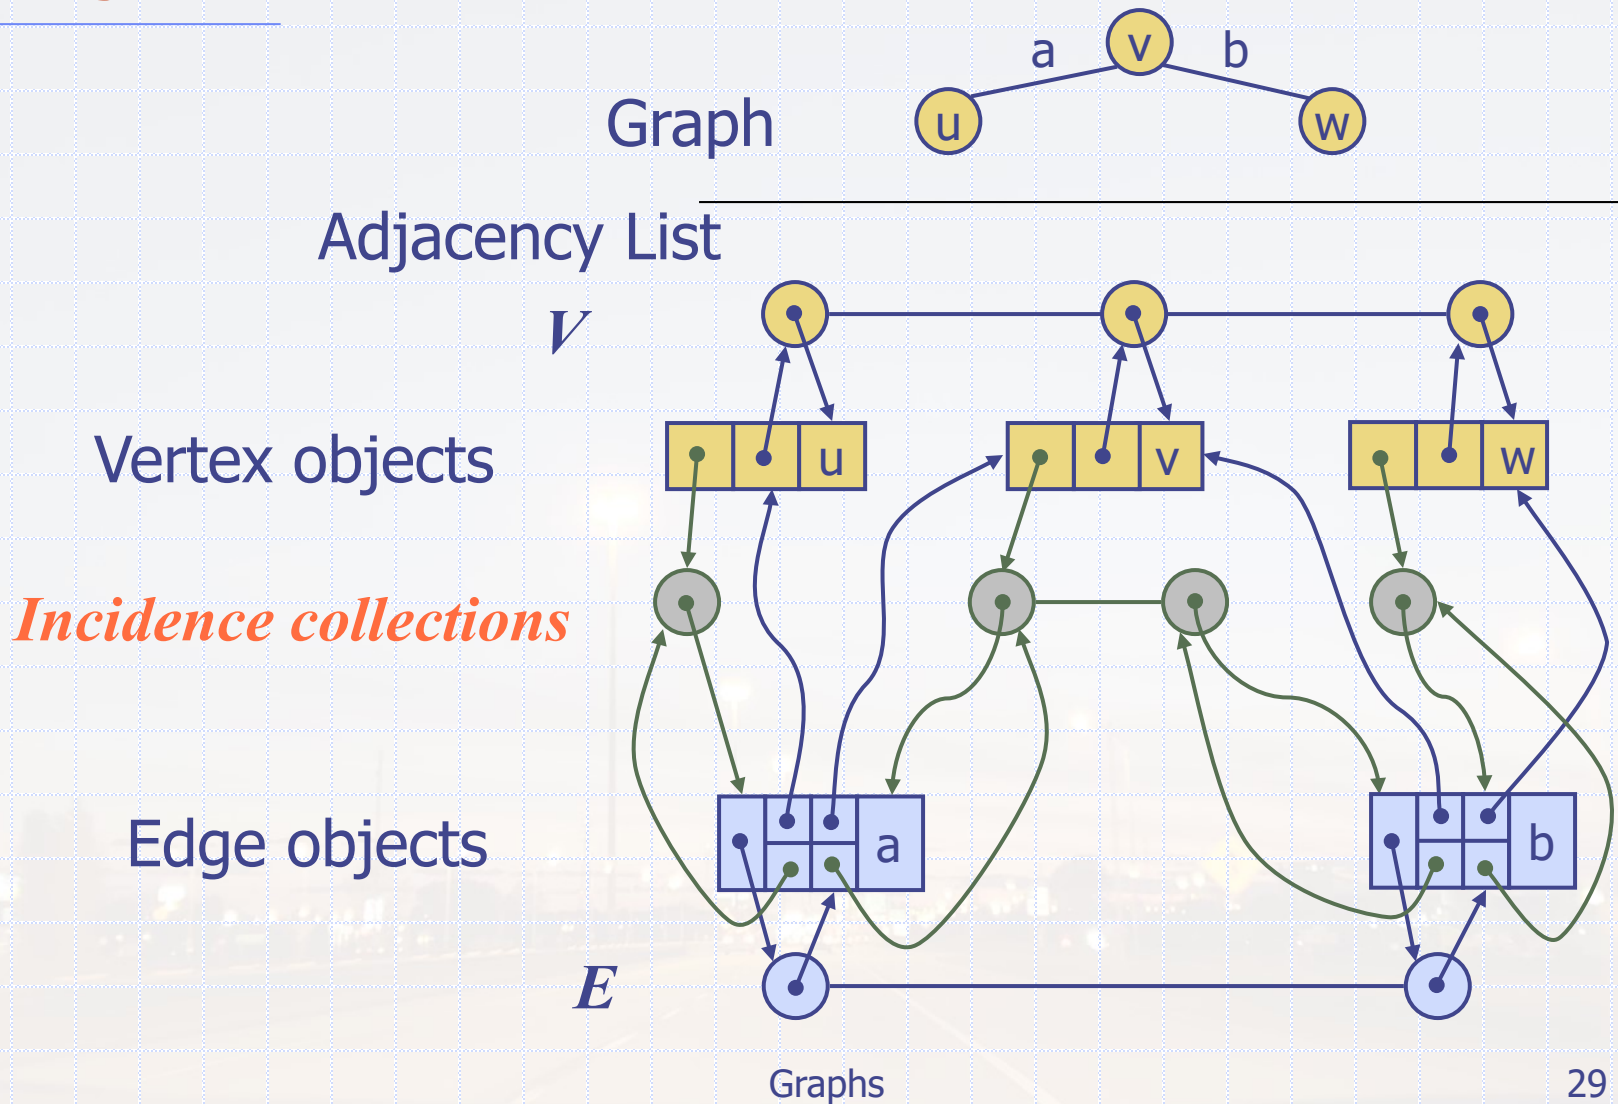 a v b
Graph u w
Adjacency List
V
Vertex objects u v w
Incidence collections
Edge objects a b
E
Graphs 29